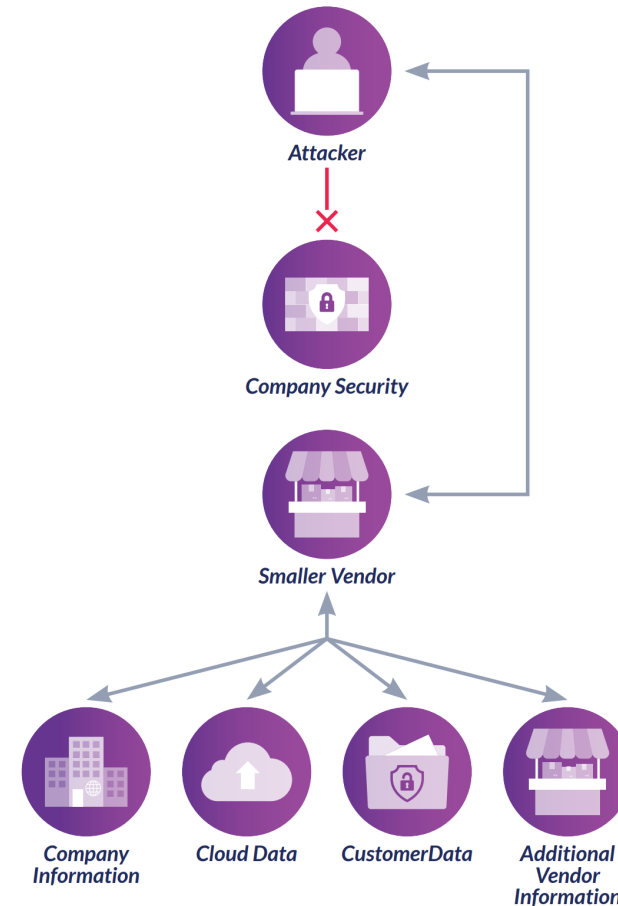 Attacker
Company Security
Smaller Vendor
Company
Information
Cloud Data
CustomerData
Additional
Vendor
Information